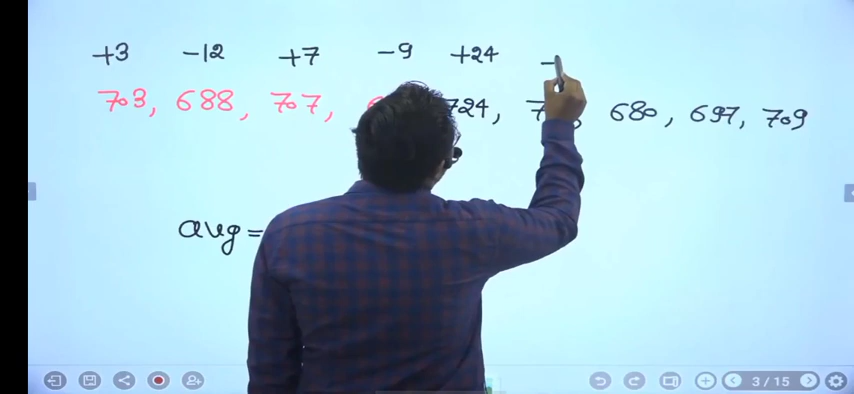 +3 -12 +7 -9 +24 -
703, 688, 707, 724, 680, 697, 709
avg =
3 / 15